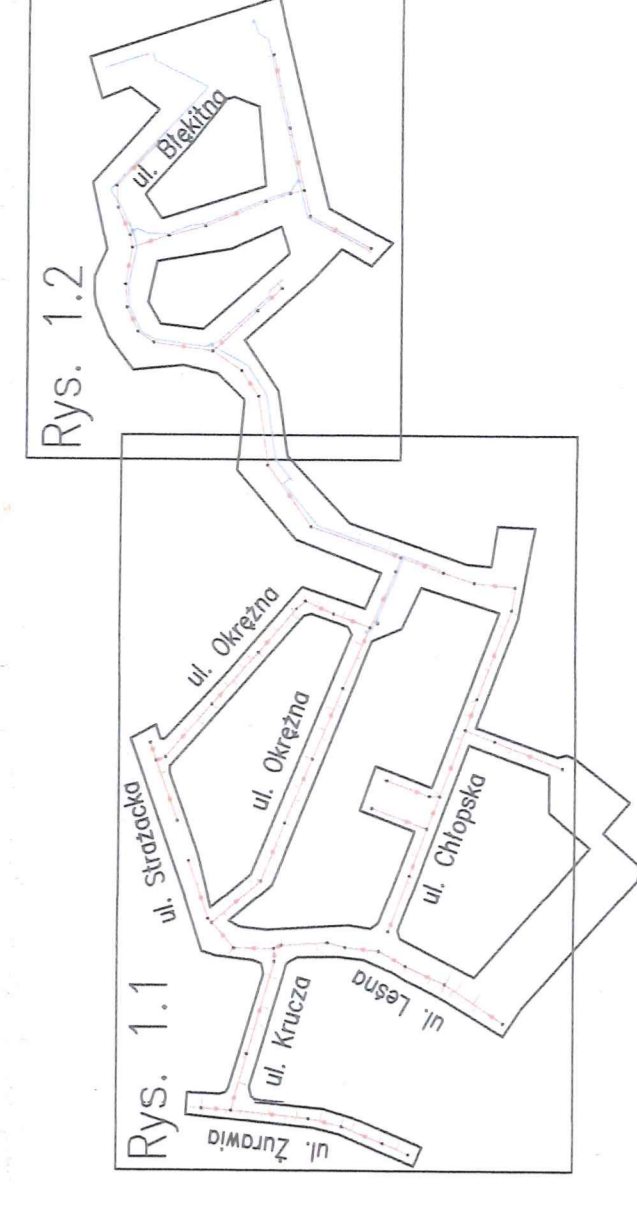 Rys. 1.2
ul. Błękitna
Rys. 1.1
ul. Okrężna
ul. Okrężna
ul. Strażacka
ul. Chłopska
ul. Leśna
ul. Krucza
ul. Żurawia